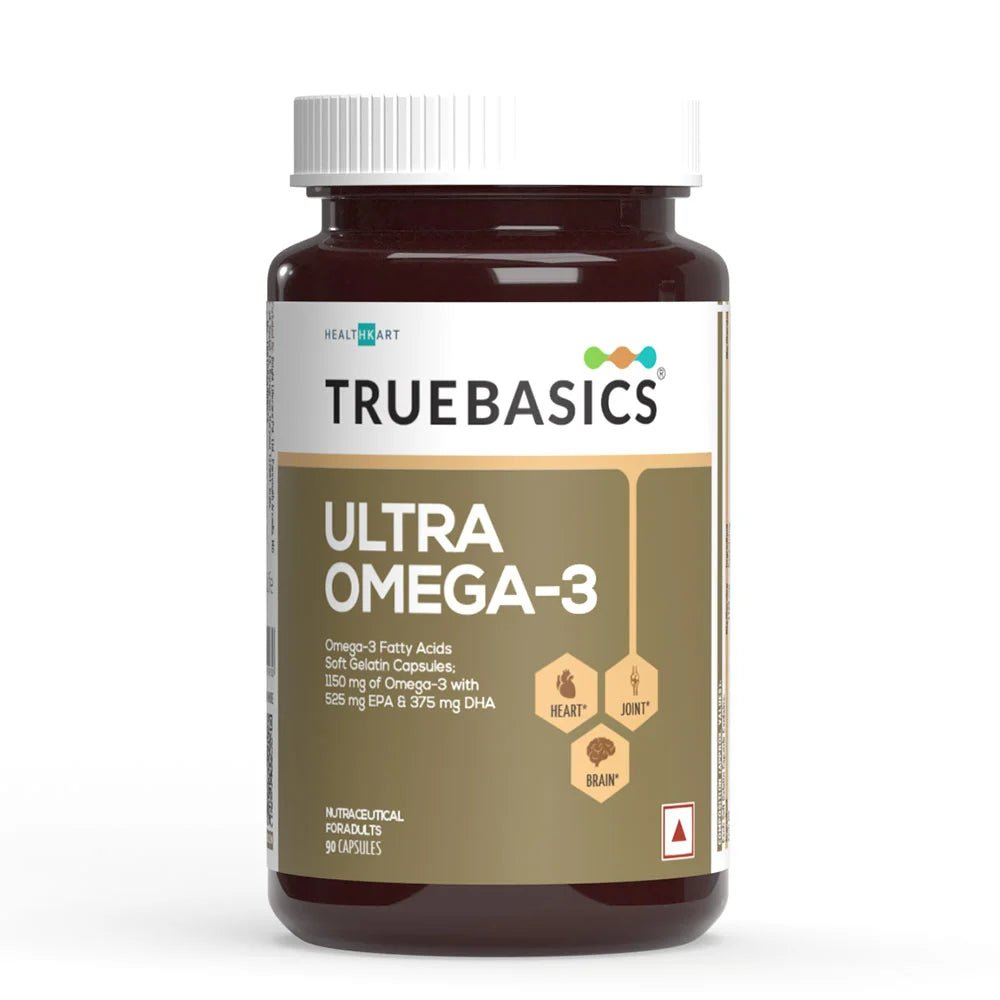 HEALTHKART
TRUEBASICS®
ULTRA
OMEGA-3
Omega-3 Fatty Acids
Soft Gelatin Capsules;
1150 mg of Omega-3 with
525 mg EPA & 375 mg DHA
HEART*
JOINT*
BRAIN*
NUTRACEUTICAL
FORADULTS
90 CAPSULES